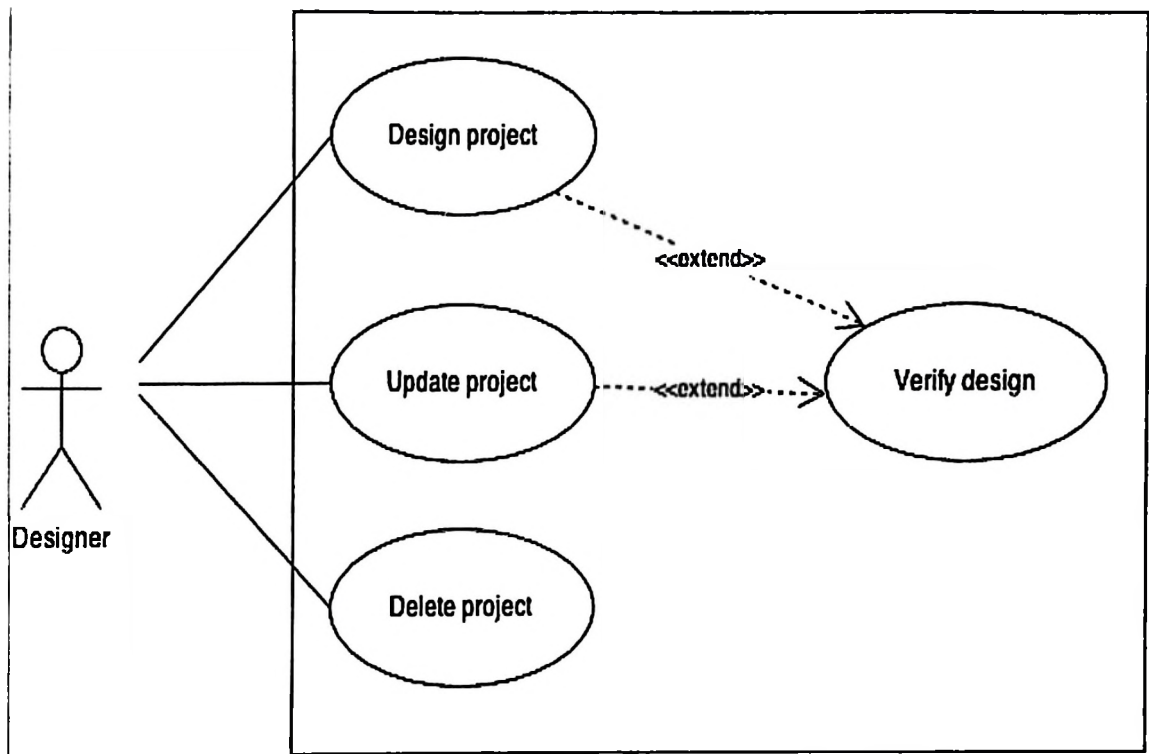 Design project
<<extend>>
Update project
<<extend>>
Verify design
Designer
Delete project